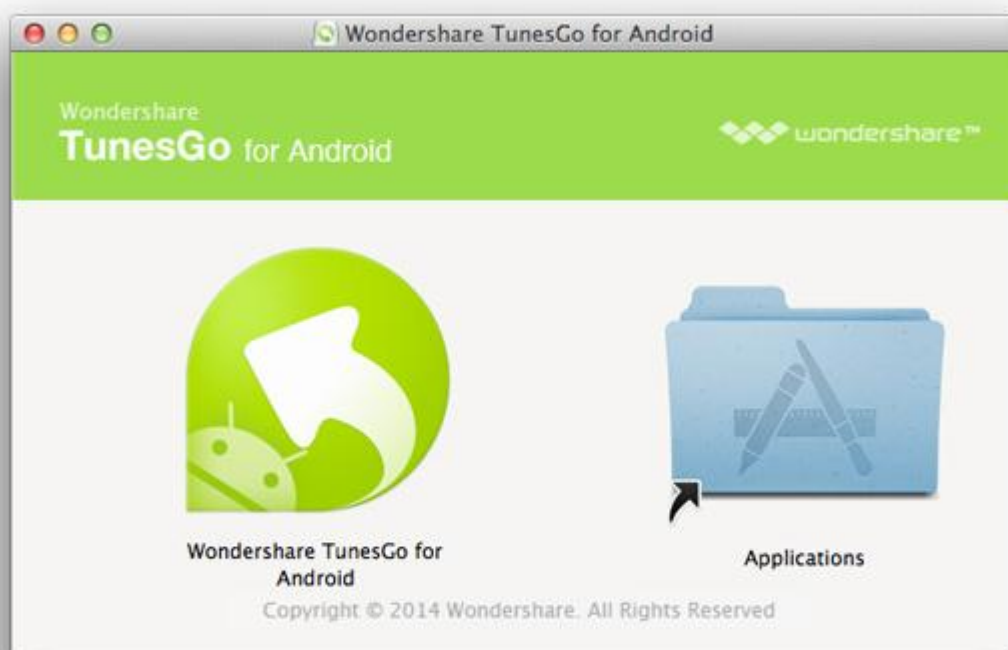 Wondershare TunesGo for Android
Wondershare
TunesGo for Android
wondershare™
Wondershare TunesGo for
Android
Applications
Copyright © 2014 Wondershare. All Rights Reserved